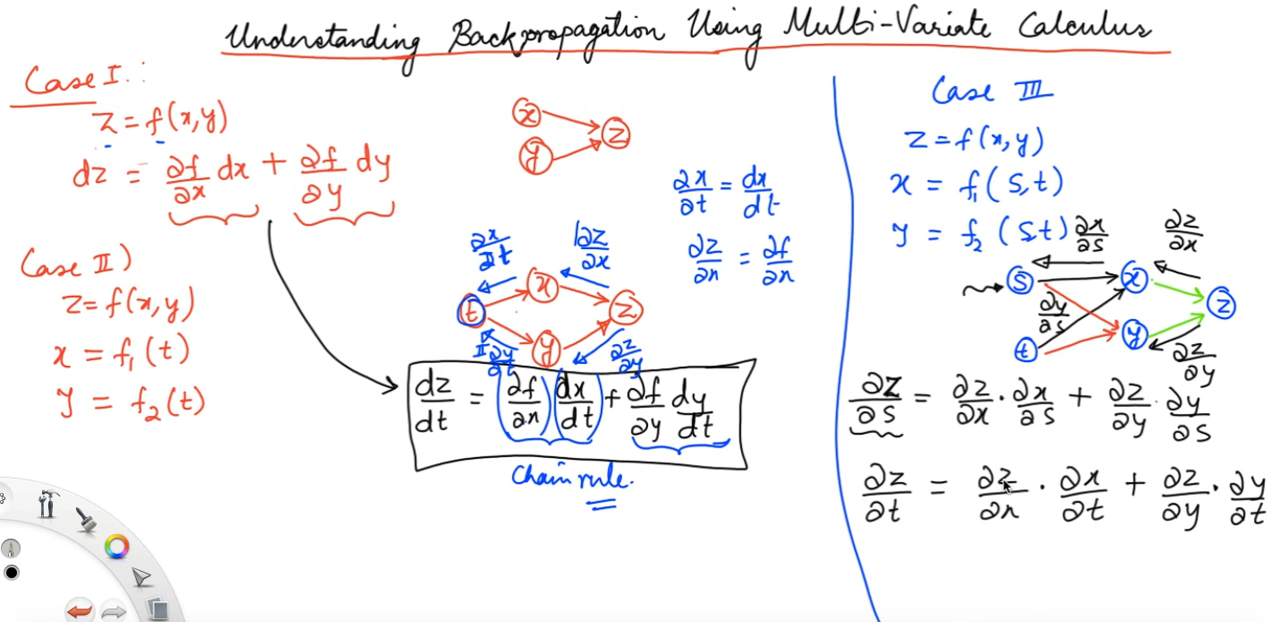 Understanding Backpropagation Using Multi-Variate Calculus
Case I :
z = f(x,y)
dz = ∂f/∂x dx + ∂f/∂y dy
x
y
z
Case II)
z = f(x,y)
x = f₁(t)
y = f₂(t)
∂x/∂t = dx/dt
∂z/∂x = ∂f/∂x
∂x/∂t
∂z/∂x
t
x
y
z
∂y/∂t
∂z/∂y
dz/dt = (∂f/∂x)(dx/dt) + ∂f/∂y dy/dt
Chain rule.
Case III
z = f(x,y)
x = f₁(s,t)
y = f₂(s,t)
∂x/∂s
∂z/∂x
s
x
z
∂y/∂s
t
y
∂z/∂y
∂z/∂s = ∂z/∂x · ∂x/∂s + ∂z/∂y · ∂y/∂s
∂z/∂t = ∂z/∂x · ∂x/∂t + ∂z/∂y · ∂y/∂t